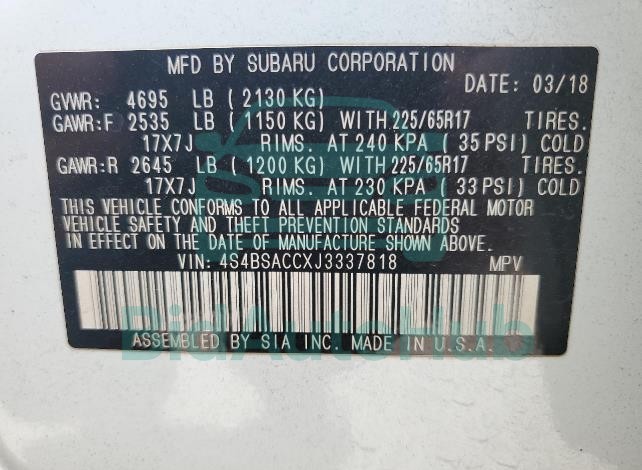 MFD BY SUBARU CORPORATION
DATE: 03/18
GVWR: 4695 LB ( 2130 KG)
GAWR:F 2535 LB ( 1150 KG) WITH 225/65R17 TIRES.
17X7J RIMS. AT 240 KPA ( 35 PSI) COLD
GAWR:R 2645 LB ( 1200 KG) WITH 225/65R17 TIRES.
17X7J RIMS. AT 230 KPA ( 33 PSI) COLD
THIS VEHICLE CONFORMS TO ALL APPLICABLE FEDERAL MOTOR
VEHICLE SAFETY AND THEFT PREVENTION STANDARDS IN EFFECT
ON THE DATE OF MANUFACTURE SHOWN ABOVE.
VIN: 4S4BSACCXJ3337818 MPV
BidAutoHub
ASSEMBLED BY SIA INC. MADE IN U.S.A.